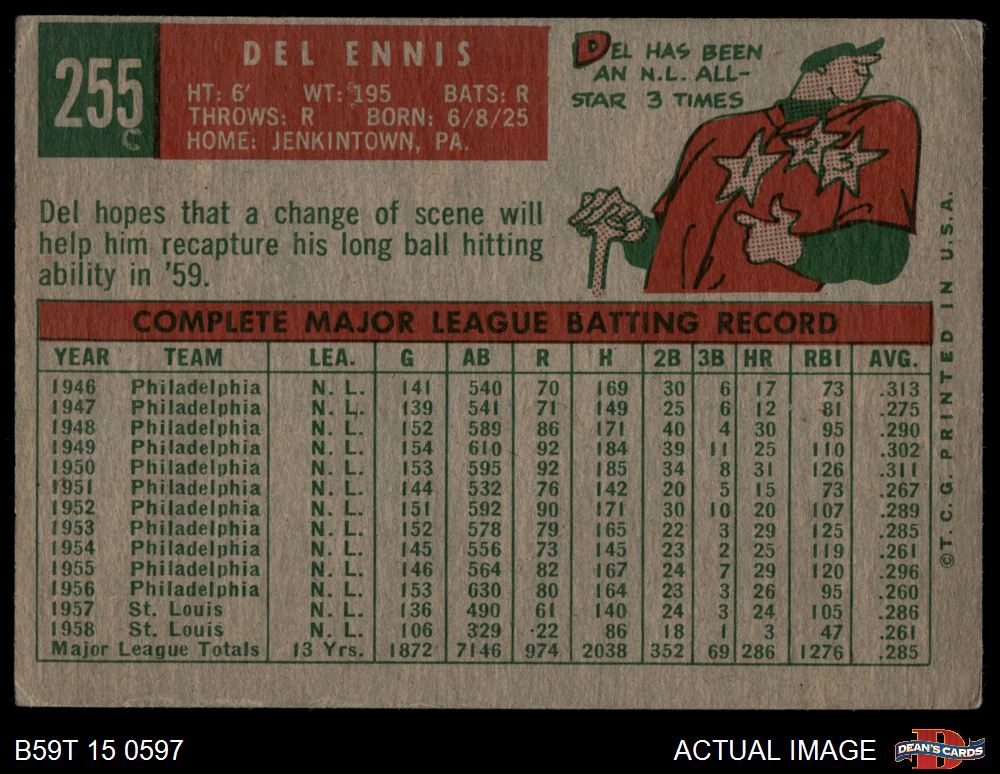 255
DEL ENNIS
HT: 6' WT: 195 BATS: R
THROWS: R BORN: 6/8/25
HOME: JENKINTOWN, PA.
C
DEL HAS BEEN
AN N.L. ALL-
STAR 3 TIMES
1 2 3
Del hopes that a change of scene will
help him recapture his long ball hitting
ability in '59.
COMPLETE MAJOR LEAGUE BATTING RECORD
YEAR TEAM LEA. G AB R H 2B 3B HR RBI AVG.
1946 Philadelphia N. L. 141 540 70 169 30 6 17 73 .313
1947 Philadelphia N. L. 139 541 71 149 25 6 12 81 .275
1948 Philadelphia N. L. 152 589 86 171 40 4 30 95 .290
1949 Philadelphia N. L. 154 610 92 184 39 11 25 110 .302
1950 Philadelphia N. L. 153 595 92 185 34 8 31 126 .311
1951 Philadelphia N. L. 144 532 76 142 20 5 15 73 .267
1952 Philadelphia N. L. 151 592 90 171 30 10 20 107 .289
1953 Philadelphia N. L. 152 578 79 165 22 3 29 125 .285
1954 Philadelphia N. L. 145 556 73 145 23 2 25 119 .261
1955 Philadelphia N. L. 146 564 82 167 24 7 29 120 .296
1956 Philadelphia N. L. 153 630 80 164 23 3 26 95 .260
1957 St. Louis N. L. 136 490 61 140 24 3 24 105 .286
1958 St. Louis N. L. 106 329 22 86 18 1 3 47 .261
Major League Totals 13 Yrs. 1872 7146 974 2038 352 69 286 1276 .285
©T.C.G. PRINTED IN U.S.A.
B59T 15 0597
ACTUAL IMAGE
D
DEAN'S CARDS